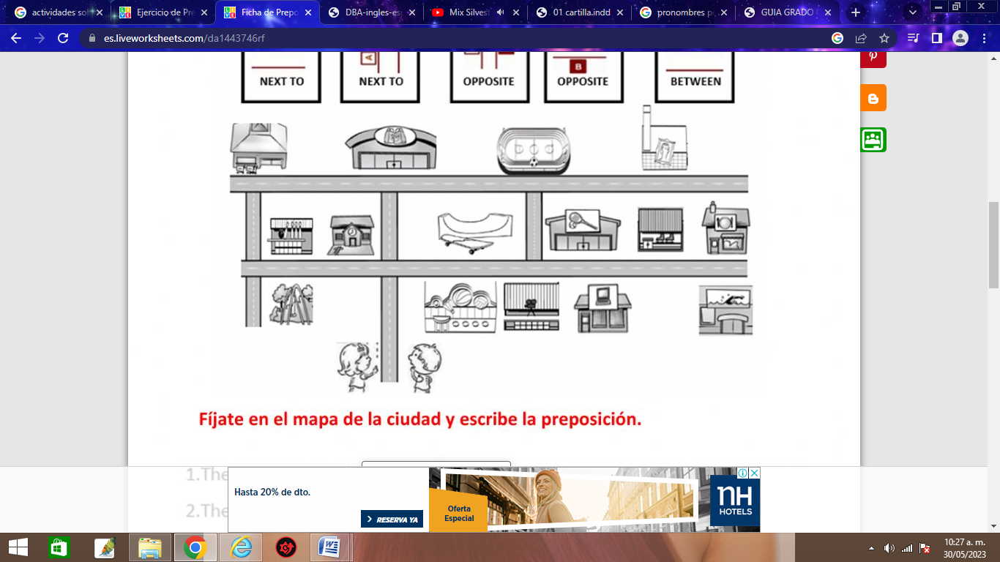 actividades so
Ejercicio de Pre
Ficha de Prepo
DBA-ingles-es
Mix Silvest
01 cartilla.indd
pronombres p
GUIA GRADO
es.liveworksheets.com/da1443746rf
NEXT TO
NEXT TO
OPPOSITE
B
OPPOSITE
BETWEEN
Fíjate en el mapa de la ciudad y escribe la preposición.
1.The
2.The
Hasta 20% de dto.
RESERVA YA
Oferta
Especial
nH
HOTELS
10:27 a. m.
30/05/2023